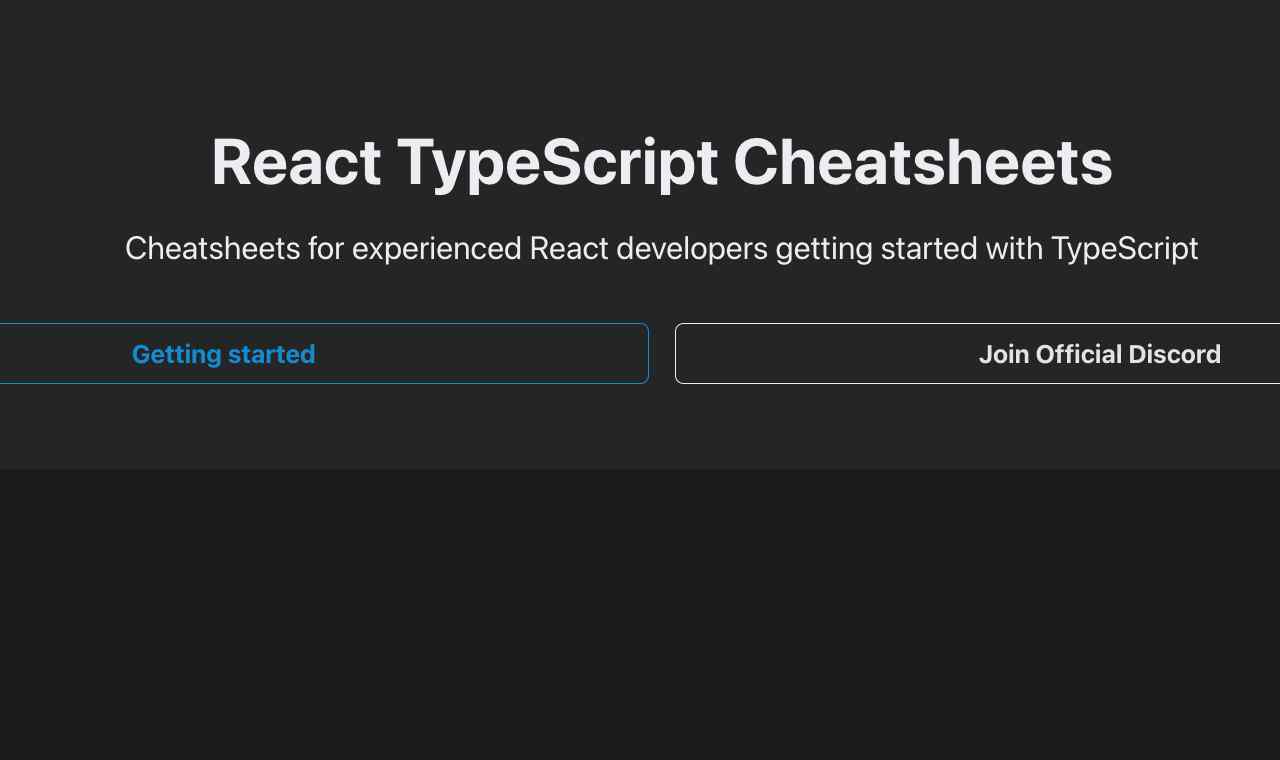 React TypeScript Cheatsheets
Cheatsheets for experienced React developers getting started with TypeScript
Getting started
Join Official Discord